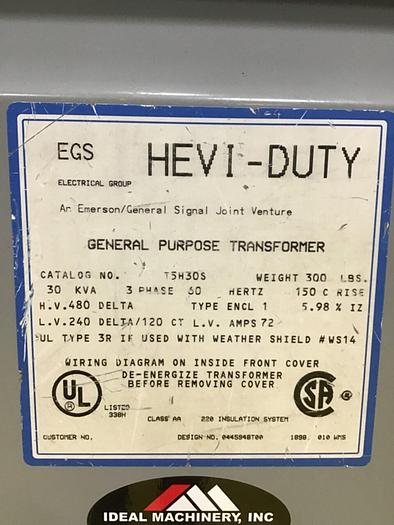 EGS HEVI-DUTY
ELECTRICAL GROUP
An Emerson/General Signal Joint Venture
GENERAL PURPOSE TRANSFORMER
CATALOG NO. T5H30S WEIGHT 300 LBS.
30 KVA 3 PHASE 60 HERTZ 150 C RISE
H.V.480 DELTA TYPE ENCL 1 5.98 % IZ
L.V.240 DELTA/120 CT L.V. AMPS 72
UL TYPE 3R IF USED WITH WEATHER SHIELD #WS14
WIRING DIAGRAM ON INSIDE FRONT COVER
DE-ENERGIZE TRANSFORMER
BEFORE REMOVING COVER
UL
LISTED
338H
SA
CLASS AA 220 INSULATION SYSTEM
CUSTOMER NO. DESIGN NO. 0445948T00 1898 010 WMS
IDEAL MACHINERY, INC